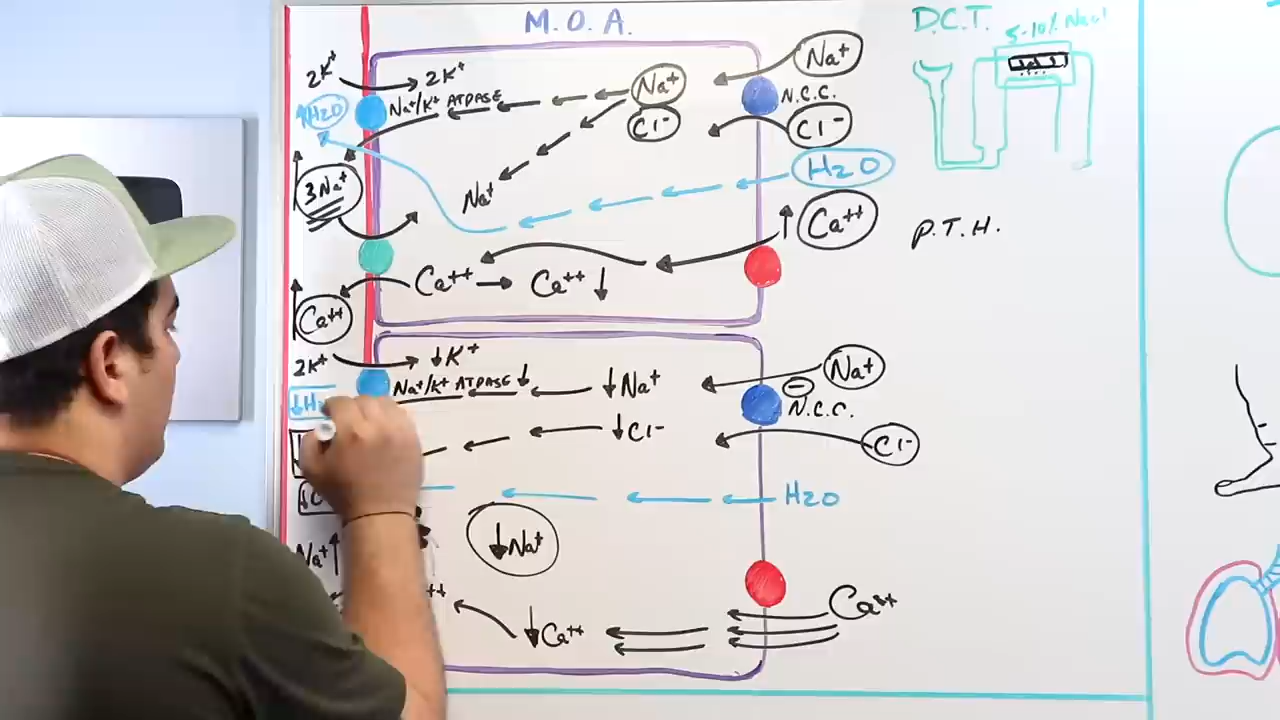 M.O.A.
D.C.T.
5-10% Nacl
2K⁺ 2K⁺ Na⁺ Na⁺
↑H2O Na⁺/K⁺ ATPASE N.C.C.
Cl⁻ Cl⁻
H2O
3Na⁺ Na⁺
Ca⁺⁺ P.T.H.
Ca⁺⁺ → Ca⁺⁺ ↓
Ca⁺⁺
2K⁺ ↓K⁺
Na⁺/K⁺ ATPASE ↓ ↓Na⁺ Na⁺
N.C.C.
↓Cl⁻ Cl⁻
H2O
↓Na⁺
Na⁺↑
↓Ca⁺⁺ Ca⁺⁺